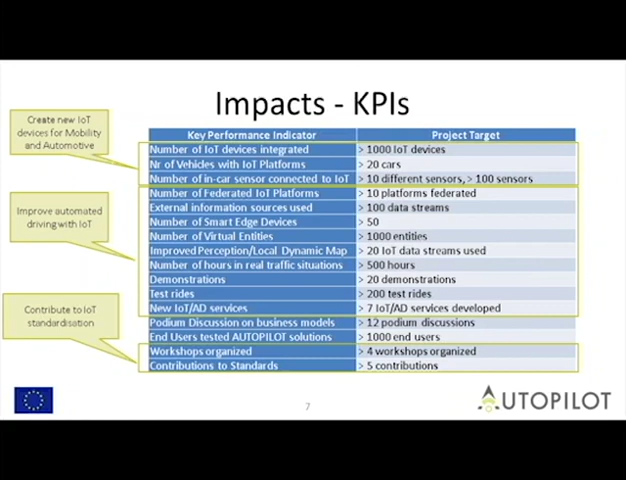 Impacts - KPIs
Create new IoT
devices for Mobility
and Automotive
Improve automated
driving with IoT
Contribute to IoT
standardisation
Key Performance Indicator Project Target
Number of IoT devices integrated > 1000 IoT devices
Nr of Vehicles with IoT Platforms > 20 cars
Number of in-car sensor connected to IoT > 10 different sensors, > 100 sensors
Number of Federated IoT Platforms > 10 platforms federated
External information sources used > 100 data streams
Number of Smart Edge Devices > 50
Number of Virtual Entities > 1000 entities
Improved Perception/Local Dynamic Map > 20 IoT data streams used
Number of hours in real traffic situations > 500 hours
Demonstrations > 20 demonstrations
Test rides > 200 test rides
New IoT/AD services > 7 IoT/AD services developed
Podium Discussion on business models > 12 podium discussions
End Users tested AUTOPILOT solutions > 1000 end users
Workshops organized > 4 workshops organized
Contributions to Standards > 5 contributions
7
AUTOPILOT